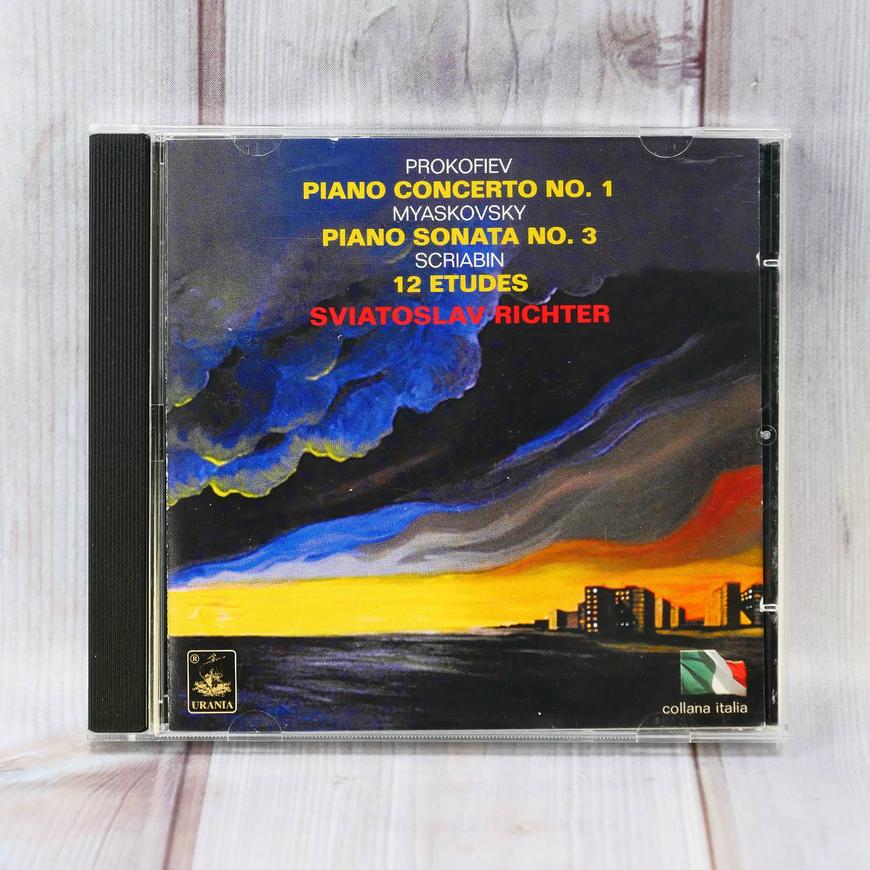 PROKOFIEV
PIANO CONCERTO NO. 1
MYASKOVSKY
PIANO SONATA NO. 3
SCRIABIN
12 ETUDES
SVIATOSLAV RICHTER
®
URANIA
collana italia